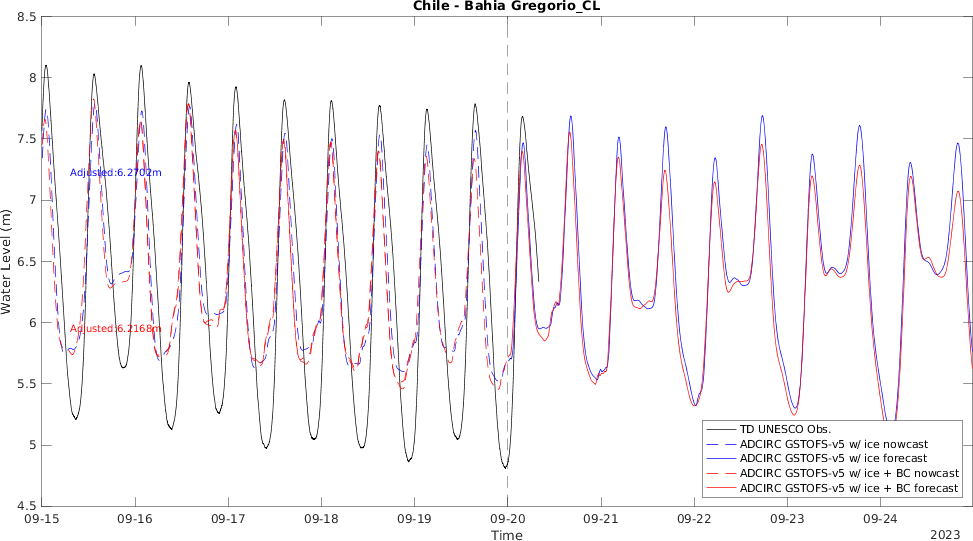 Chile - Bahia Gregorio_CL
8.5
8
7.5
7
6.5
6
5.5
5
4.5
Water Level (m)
Adjusted:6.2702m
Adjusted:6.2168m
TD UNESCO Obs.
ADCIRC GSTOFS-v5 w/ ice nowcast
ADCIRC GSTOFS-v5 w/ ice forecast
ADCIRC GSTOFS-v5 w/ ice + BC nowcast
ADCIRC GSTOFS-v5 w/ ice + BC forecast
09-15 09-16 09-17 09-18 09-19 09-20 09-21 09-22 09-23 09-24
Time
2023